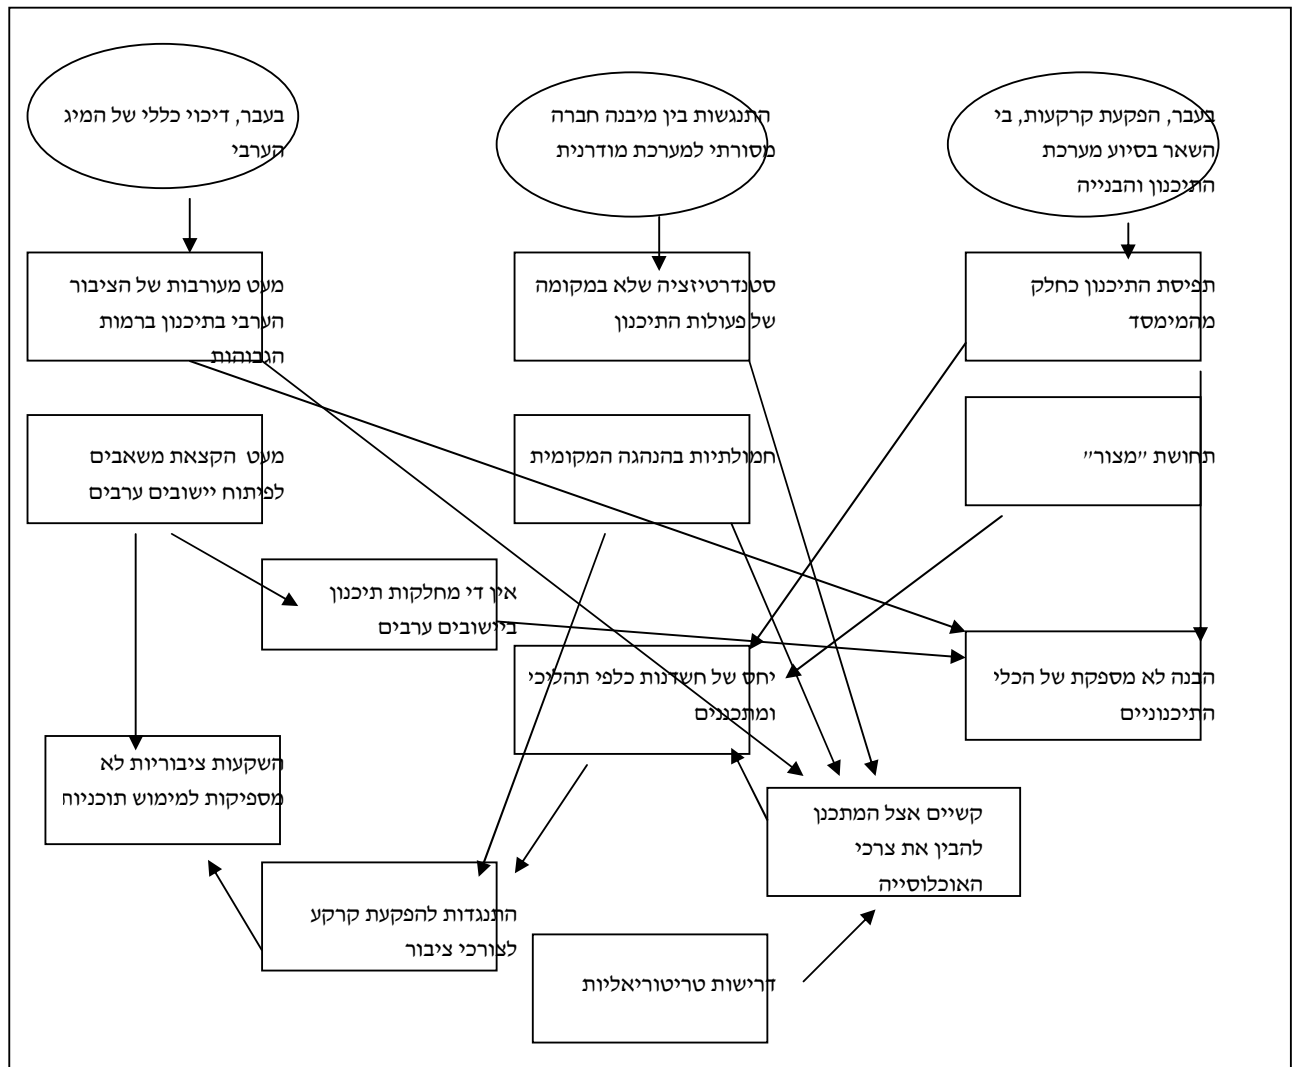 בעבר, הפקעת קרקעות, בי
השאר בסיוע מערכת
התיכנון והבנייה
התנגשות בין מיבנה חברה
מסורתי למערכת מודרנית
בעבר, דיכוי כללי של המיג
הערבי
תפיסת התיכנון כחלק
מהמימסד
סטנדרטיזציה שלא במקומה
של פעולות התיכנון
מעט מעורבות של הציבור
הערבי בתיכנון ברמות
הגבוהות
תחושת "מצור"
חמולתיות בהנהגה המקומית
מעט הקצאת משאבים
לפיתוח יישובים ערבים
אין די מחלקות תיכנון
ביישובים ערבים
הבנה לא מספקת של הכלי
התיכנוניים
יחס של חשדנות כלפי תהליכי
ומתכננים
השקעות ציבוריות לא
מספיקות למימוש תוכניות
קשיים אצל המתכנן
להבין את צרכי
האוכלוסייה
התנגדות להפקעת קרקע
לצורכי ציבור
דרישות טריטוריאליות